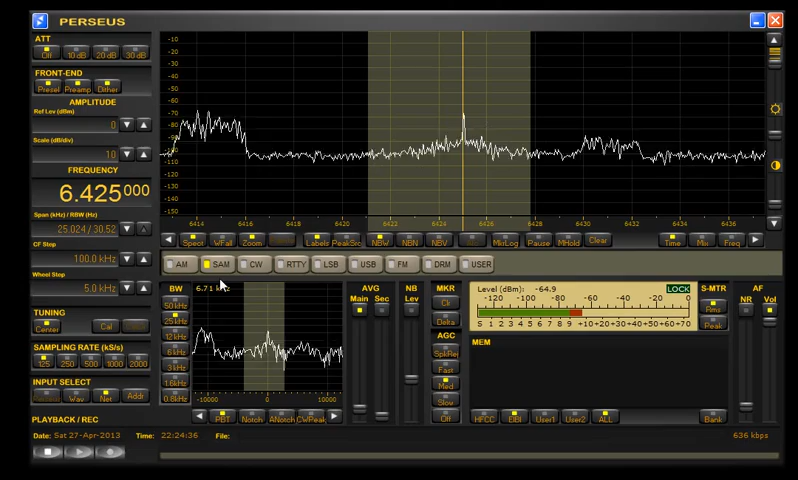 PERSEUS
ATT
Off 10 dB 20 dB 30 dB
FRONT-END
Presel Preamp Dither
AMPLITUDE
Ref Lev (dBm)
0
Scale (dB/div)
10
FREQUENCY
6.425000
Span (kHz) / RBW (Hz)
25.024 / 30.52
CF Step
100.0 kHz
Wheel Step
5.0 kHz
TUNING
Center Cal
SAMPLING RATE (kS/s)
125 250 500 1000 2000
INPUT SELECT
Wav Net Addr
PLAYBACK / REC
Date: Sat 27-Apr-2013 Time: 22:24:36 File:
636 kbps
-10
-20
-30
-40
-50
-60
-70
-80
-90
-100
-110
-120
-130
-140
-150
6414 6416 6418 6420 6422 6424 6426 6428 6430 6432 6434 6436
Spect WFall Zoom Labels PeakSrc NBW NBN NBV MkrLog Pause MHold Clear Time Mix Freq
AM SAM CW RTTY LSB USB FM DRM USER
BW
50 kHz
25 kHz
12 kHz
6 kHz
3 kHz
1.6kHz
0.8kHz
6.71 kHz
-10000 0 10000
PBT Notch ANotch CWPeak
AVG
Main Sec
NB
Lev
MKR
Clr
Delta
AGC
SpkRej
Fast
Med
Slow
Off
Level (dBm): -64.9 LOCK
-120 -100 -80 -60 -40 -20 0
S 1 2 3 4 5 6 7 8 9 +10+20+30+40+50+60+70
S-MTR
Rms
Peak
AF
NR Vol
MEM
HFCC EIBI User1 User2 ALL Bank